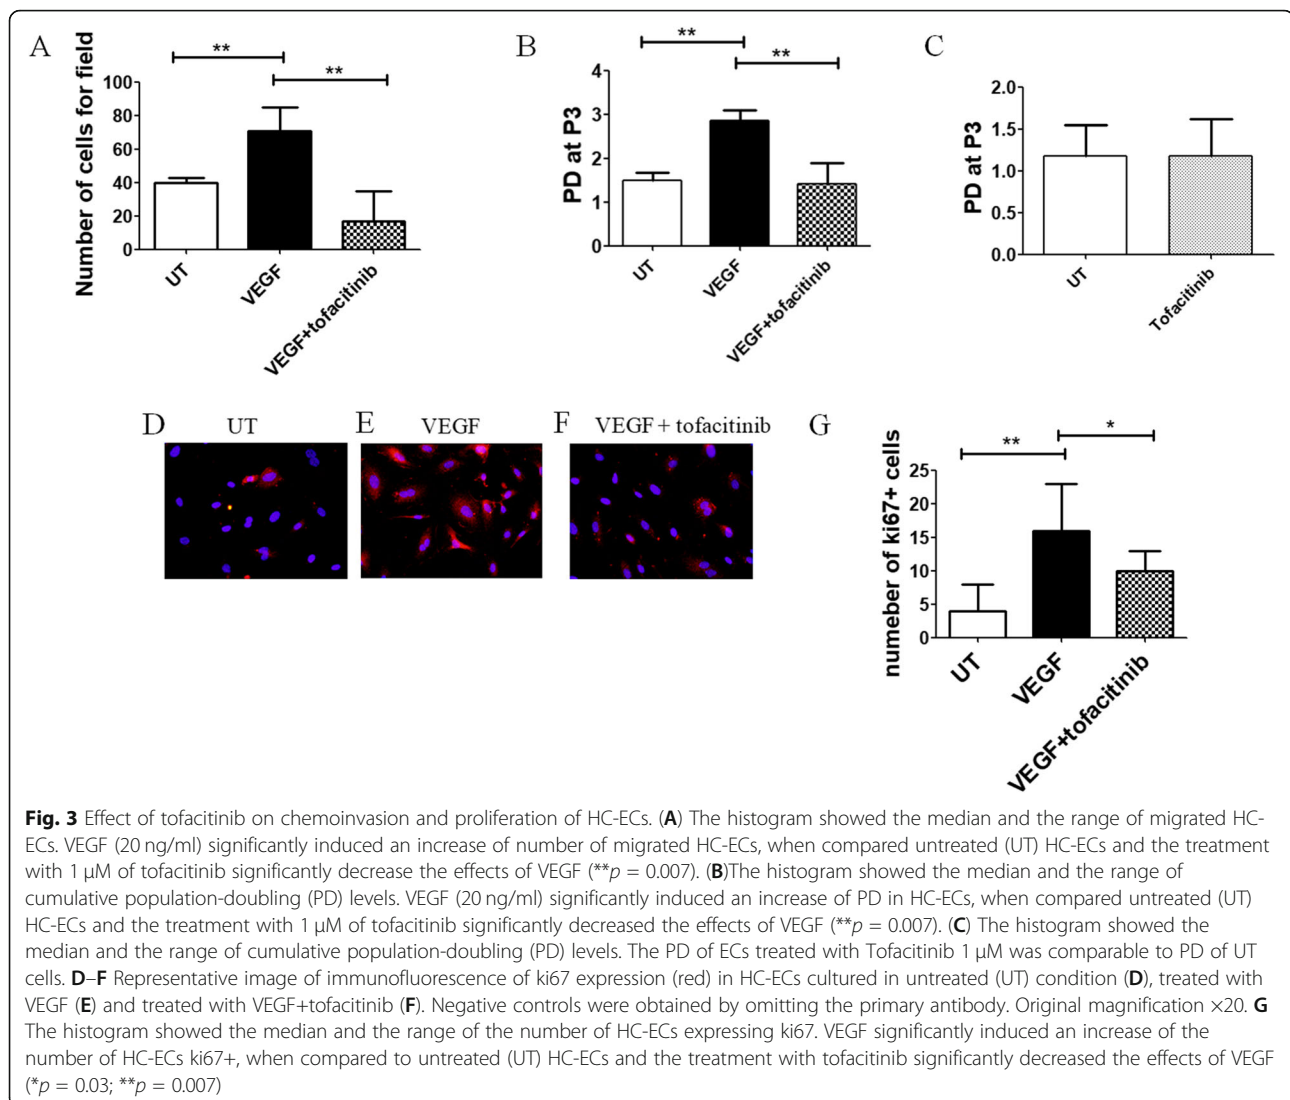 A
**
**
Number of cells for field
100
80
60
40
20
0
UT
VEGF
VEGF+tofacitinib
B
**
**
PD at P3
4
3
2
1
0
UT
VEGF
VEGF+tofacitinib
C
PD at P3
2.0
1.5
1.0
0.5
0.0
UT
Tofacitinib
D UT
E VEGF
F VEGF + tofacitinib
G
**
*
numeber of ki67+ cells
25
20
15
10
5
0
UT
VEGF
VEGF+tofacitinib
Fig. 3 Effect of tofacitinib on chemoinvasion and proliferation of HC-ECs. (A) The histogram showed the median and the range of migrated HC-
ECs. VEGF (20 ng/ml) significantly induced an increase of number of migrated HC-ECs, when compared untreated (UT) HC-ECs and the treatment
with 1 μM of tofacitinib significantly decrease the effects of VEGF (**p = 0.007). (B)The histogram showed the median and the range of
cumulative population-doubling (PD) levels. VEGF (20 ng/ml) significantly induced an increase of PD in HC-ECs, when compared untreated (UT)
HC-ECs and the treatment with 1 μM of tofacitinib significantly decreased the effects of VEGF (**p = 0.007). (C) The histogram showed the
median and the range of cumulative population-doubling (PD) levels. The PD of ECs treated with Tofacitinib 1 μM was comparable to PD of UT
cells. D–F Representative image of immunofluorescence of ki67 expression (red) in HC-ECs cultured in untreated (UT) condition (D), treated with
VEGF (E) and treated with VEGF+tofacitinib (F). Negative controls were obtained by omitting the primary antibody. Original magnification ×20. G
The histogram showed the median and the range of the number of HC-ECs expressing ki67. VEGF significantly induced an increase of the
number of HC-ECs ki67+, when compared to untreated (UT) HC-ECs and the treatment with tofacitinib significantly decreased the effects of VEGF
(*p = 0.03; **p = 0.007)